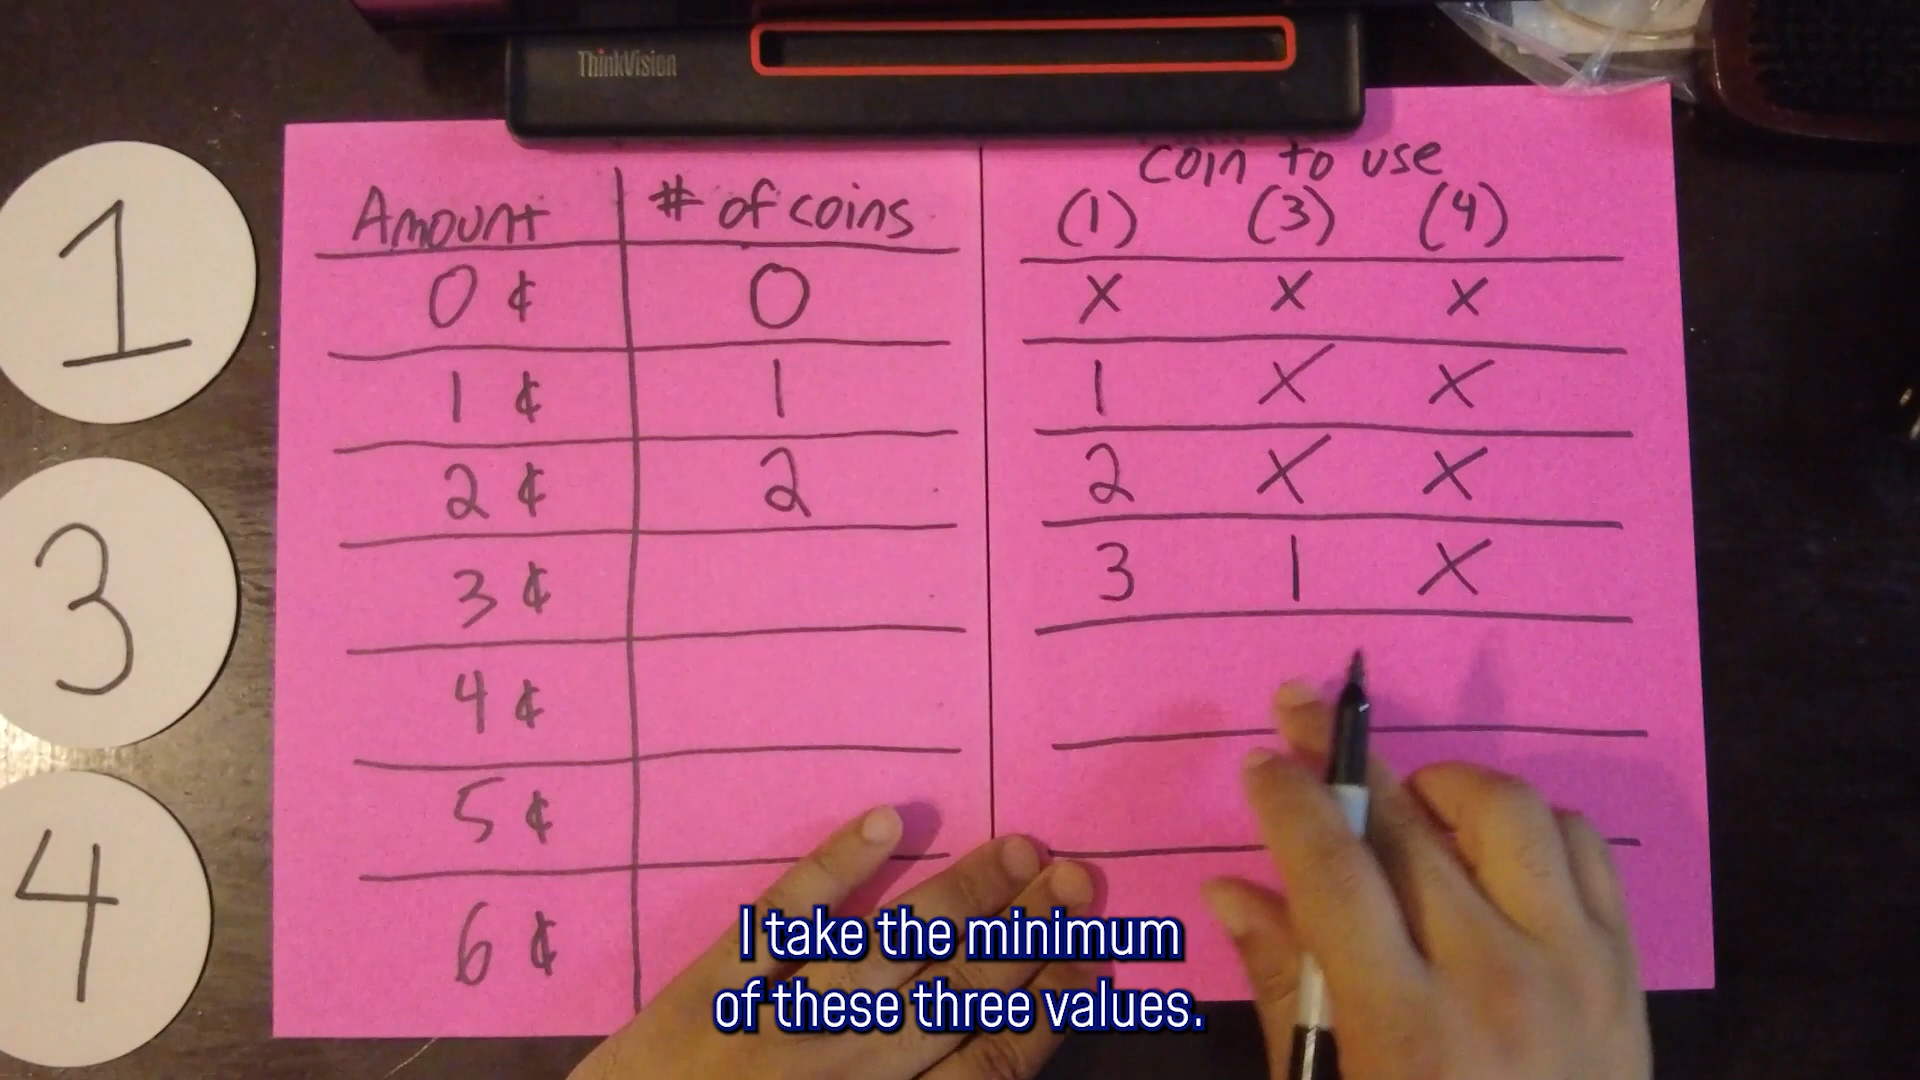 ThinkVision
coin to use
Amount # of coins (1) (3) (4)
0 ¢ 0 X X X
1 ¢ 1 1 X X
2 ¢ 2 2 X X
3 ¢ 3 1 X
4 ¢
5 ¢
6 ¢
1
3
4
I take the minimum
of these three values.